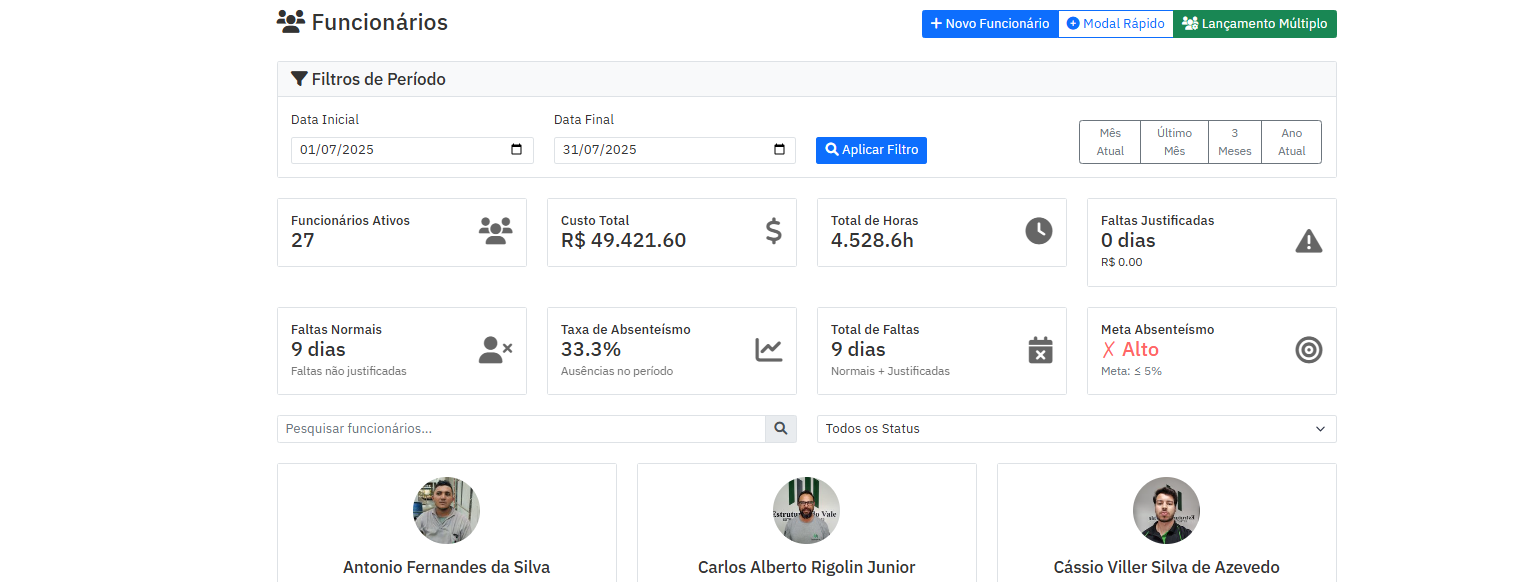 Funcionários
Novo Funcionário
Modal Rápido
Lançamento Múltiplo
Filtros de Período
Data Inicial
Data Final
01/07/2025
31/07/2025
Aplicar Filtro
Mês Atual
Último Mês
3 Meses
Ano Atual
Funcionários Ativos
27
Custo Total
R$ 49.421.60
Total de Horas
4.528.6h
Faltas Justificadas
0 dias
R$ 0.00
Faltas Normais
9 dias
Faltas não justificadas
Taxa de Absenteísmo
33.3%
Ausências no período
Total de Faltas
9 dias
Normais + Justificadas
Meta Absenteísmo
✗ Alto
Meta: ≤ 5%
Pesquisar funcionários...
Todos os Status
Estrutur do Vale
Antonio Fernandes da Silva
Carlos Alberto Rigolin Junior
Cássio Viller Silva de Azevedo